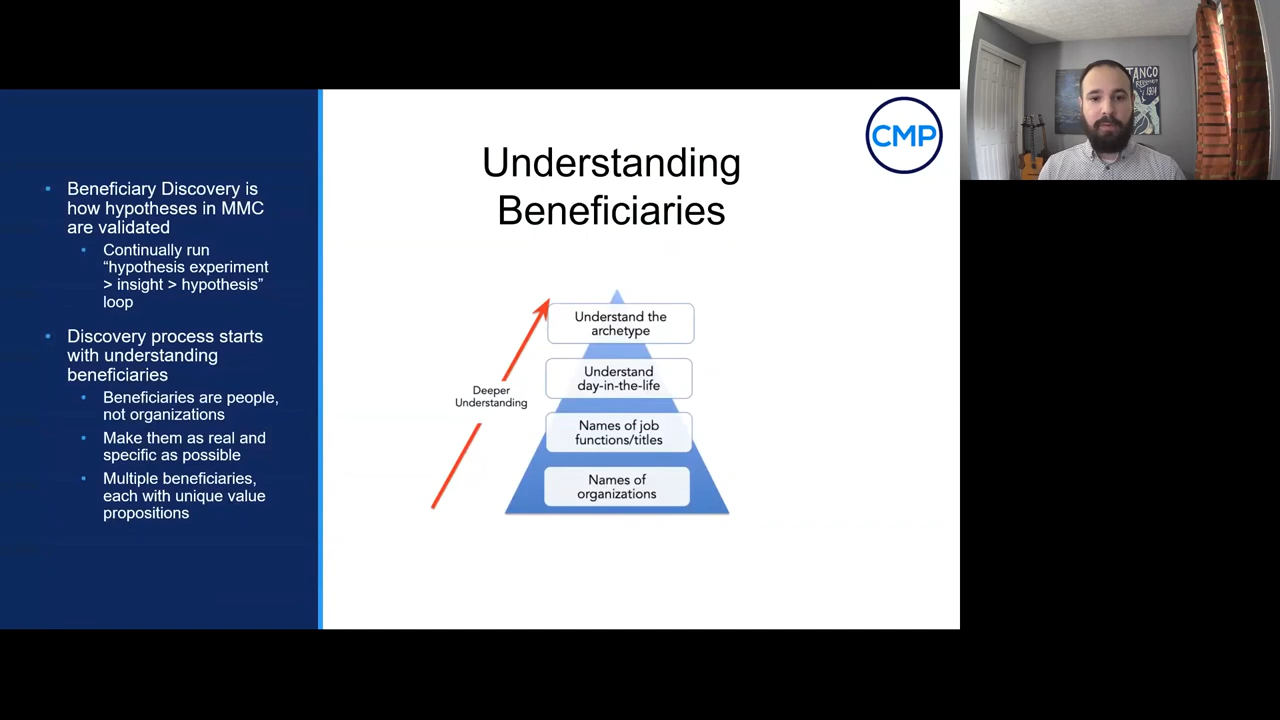 Beneficiary Discovery is
how hypotheses in MMC
are validated
Continually run
“hypothesis experiment
> insight > hypothesis”
loop
Discovery process starts
with understanding
beneficiaries
Beneficiaries are people,
not organizations
Make them as real and
specific as possible
Multiple beneficiaries,
each with unique value
propositions
CMP
Understanding
Beneficiaries
Understand the
archetype
Understand
day-in-the-life
Deeper
Understanding
Names of job
functions/titles
Names of
organizations